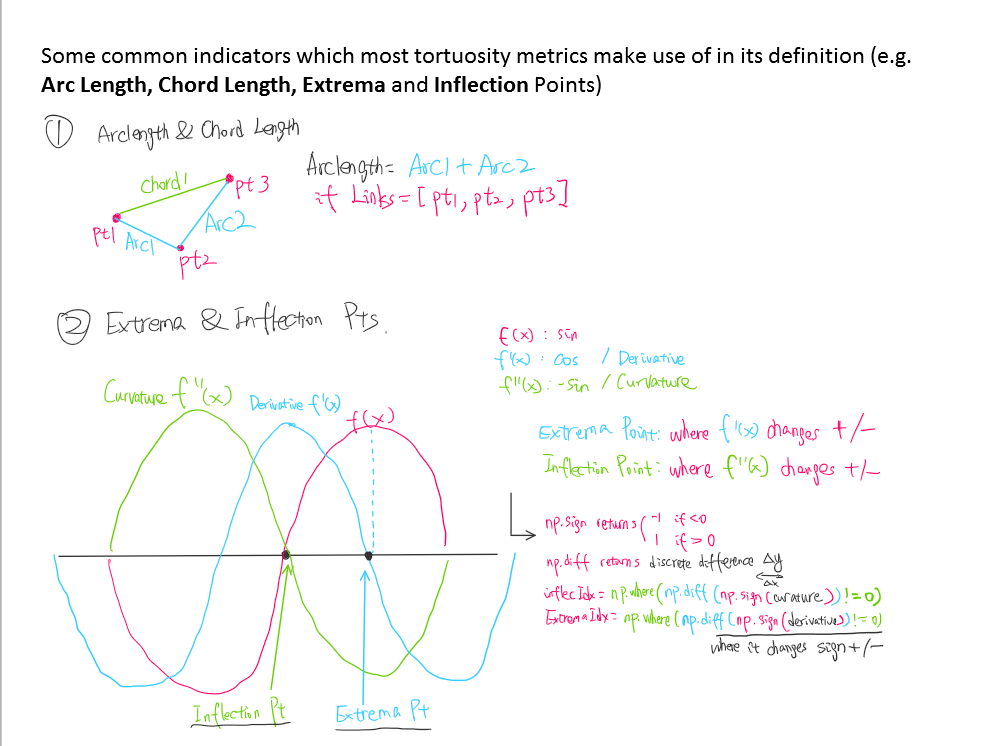 Some common indicators which most tortuosity metrics make use of in its definition (e.g.
Arc Length, Chord Length, Extrema and Inflection Points)
① Arclength & Chord Length
chord1
pt3
pt1
Arc1
Arc2
pt2
Arclength= Arc1 + Arc2
if Links = [pt1, pt2, pt3]
② Extrema & Inflection Pts.
f(x) : sin
f'(x) : cos / Derivative
f"(x) : -sin / Curvature
Curvature f"(x)
Derivative f'(x)
f(x)
Extrema Point: where f'(x) changes +/-
Inflection Point: where f"(x) changes +/-
np.sign returns { -1 if <0
1 if >0
np.diff returns discrete difference Δy
Δx
inflecIdx = np.where(np.diff(np.sign(curature))!=0)
ExtremaIdx = np.where(np.diff(np.sign(derivative))!=0)
where it changes sign +/-
Inflection Pt
Extrema Pt